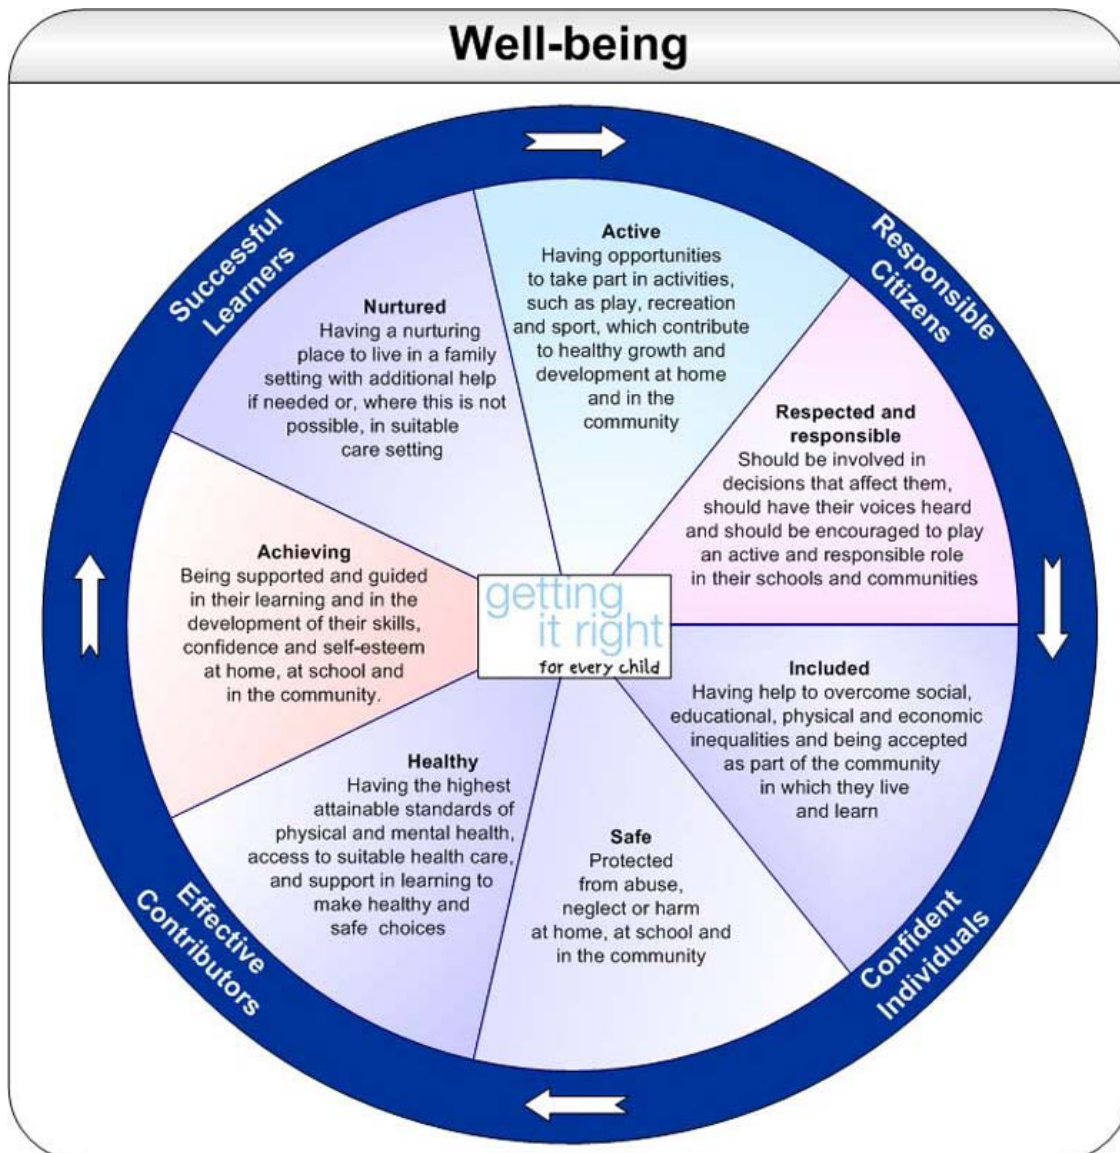 Well-being
Successful
Learners
Responsible
Citizens
Active
Having opportunities
to take part in activities,
such as play, recreation
and sport, which contribute
to healthy growth and
development at home
and in the
community
Nurtured
Having a nurturing
place to live in a family
setting with additional help
if needed or, where this is not
possible, in suitable
care setting
Respected and
responsible
Should be involved in
decisions that affect them,
should have their voices heard
and should be encouraged to play
an active and responsible role
in their schools and communities
Achieving
Being supported and guided
in their learning and in the
development of their skills,
confidence and self-esteem
at home, at school and
in the community.
getting
it right
for every child
Included
Having help to overcome social,
educational, physical and economic
inequalities and being accepted
as part of the community
in which they live
and learn
Healthy
Having the highest
attainable standards of
physical and mental health,
access to suitable health care,
and support in learning to
make healthy and
safe choices
Safe
Protected
from abuse,
neglect or harm
at home, at school and
in the community
Effective
Contributors
Confident
Individuals